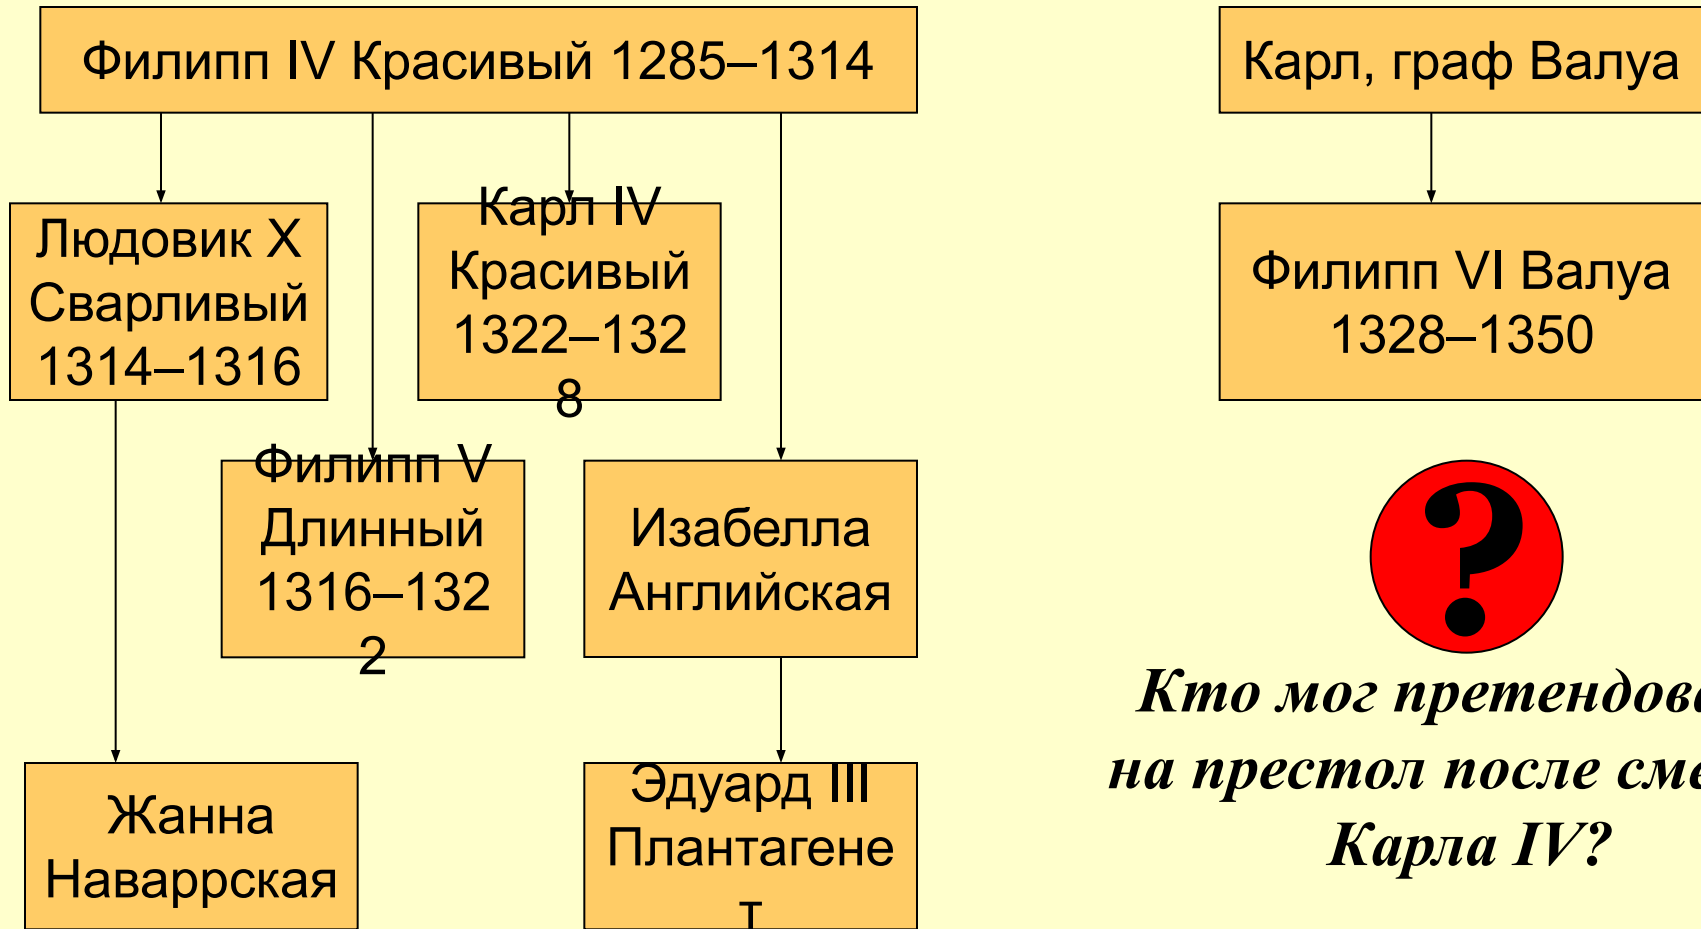 Филипп IV Красивый 1285–1314
Карл, граф Валуа
Людовик X
Сварливый
1314–1316
Карл IV
Красивый
1322–132
8
Филипп VI Валуа
1328–1350
Филипп V
Длинный
1316–132
2
Изабелла
Английская
?
Жанна
Наваррская
Эдуард III
Плантагене
т
Кто мог
на престол после
Карла IV?